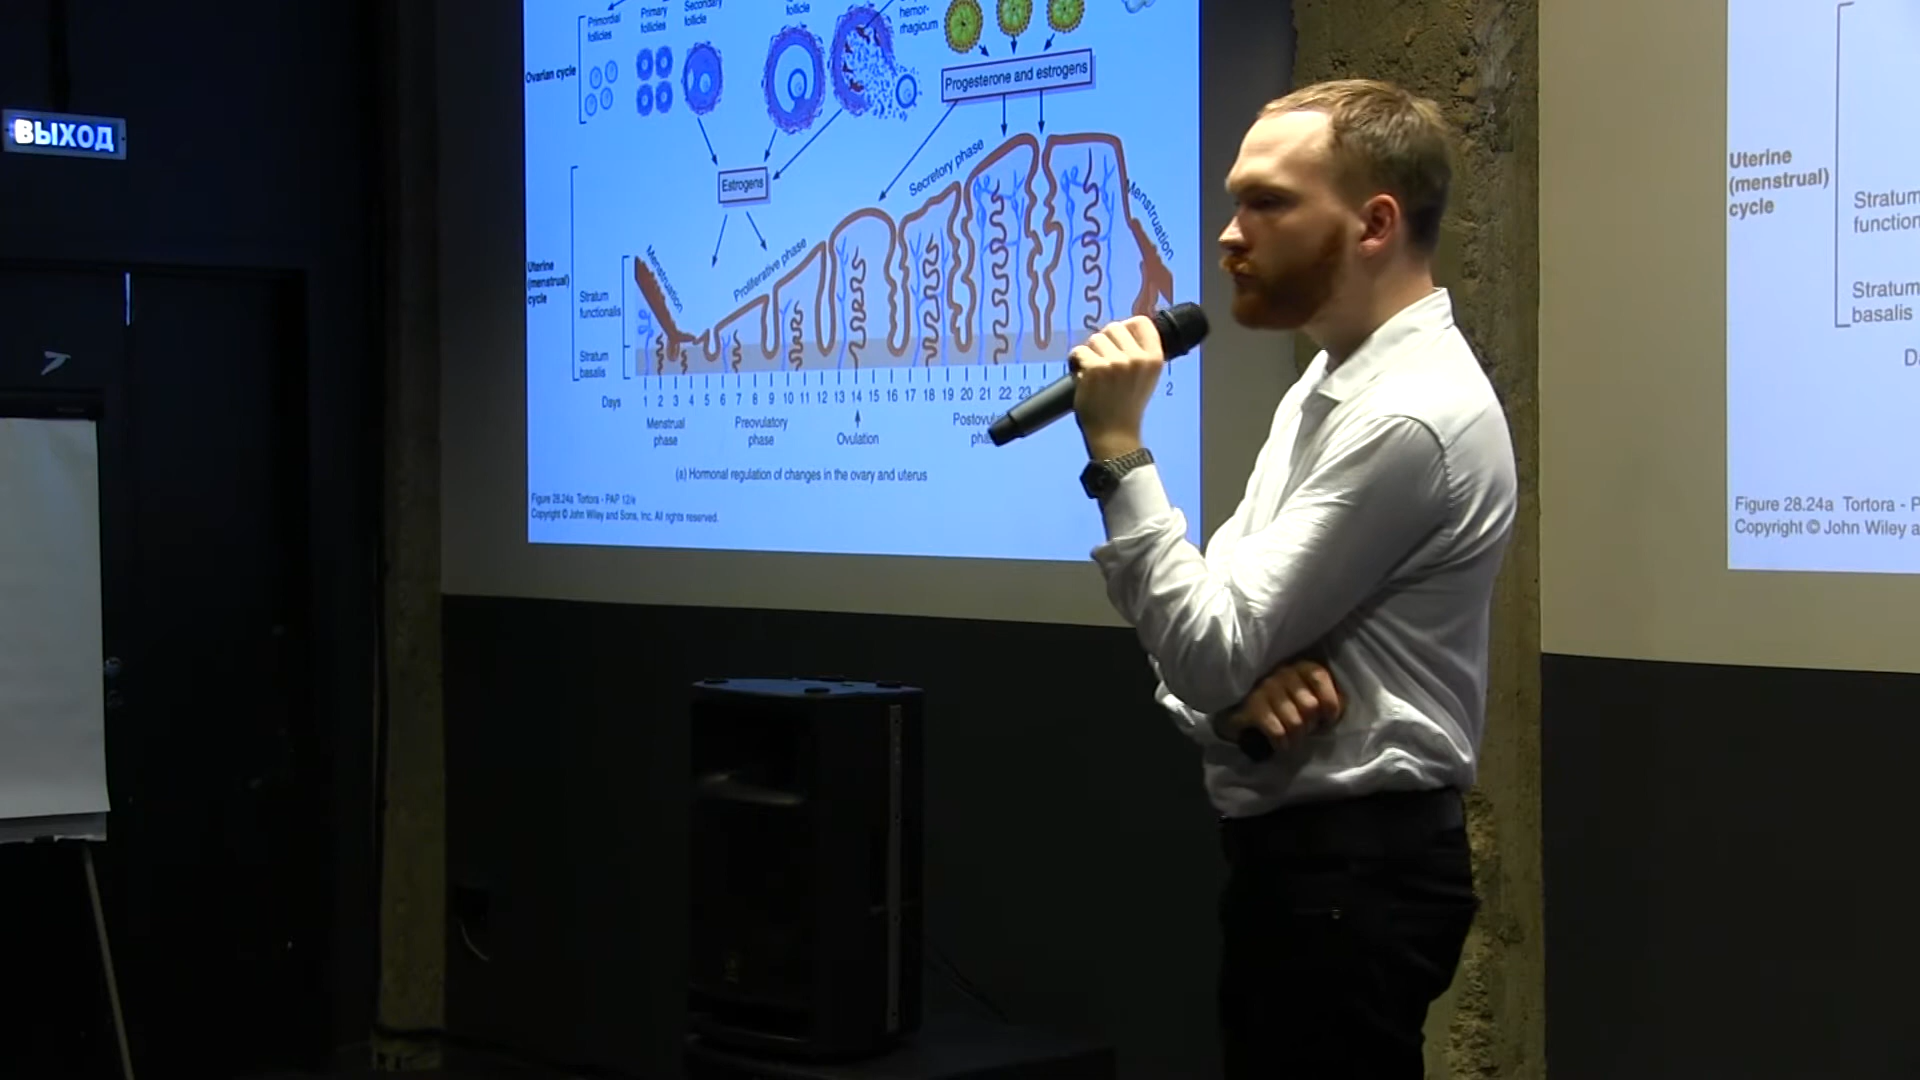 ВЫХОД
Primordial
follicles
Primary
follicles
Secondary
follicle
follicle
hemor-
rhagicum
Ovarian cycle
Progesterone and estrogens
Estrogens
Secretory phase
Menstruation
Proliferative phase
Menstruation
Uterine
(menstrual)
cycle
Stratum
functionalis
Stratum
basalis
Days 1 2 3 4 5 6 7 8 9 10 11 12 13 14 15 16 17 18 19 20 21 22 23 2
Menstrual
phase
Preovulatory
phase
Ovulation
(a) Hormonal regulation of changes in the ovary and uterus
Figure 28.24a Tortora - PAP 12/e
Copyright © John Wiley and Sons, Inc. All rights reserved.
Uterine
(menstrual)
cycle
Stratum
Stratum
basalis
Figure 28.24a Tortora - P
Copyright © John Wiley a